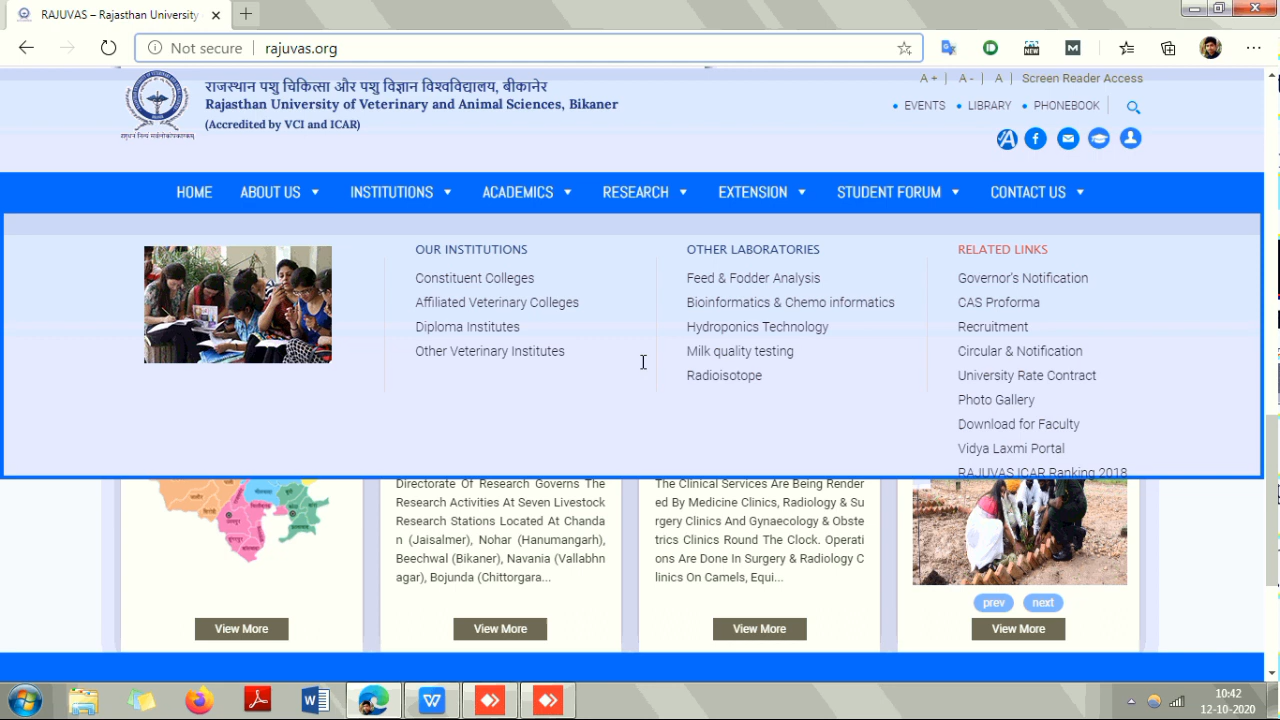 RAJUVAS – Rajasthan University
Not secure
rajuvas.org
NEW
राजस्थान पशु चिकित्सा और पशु विज्ञान विश्वविद्यालय, बीकानेर
Rajasthan University of Veterinary and Animal Sciences, Bikaner
(Accredited by VCI and ICAR)
A + | A - | A | Screen Reader Access
EVENTS LIBRARY PHONEBOOK
HOME ABOUT US INSTITUTIONS ACADEMICS RESEARCH EXTENSION STUDENT FORUM CONTACT US
OUR INSTITUTIONS
Constituent Colleges
Affiliated Veterinary Colleges
Diploma Institutes
Other Veterinary Institutes
OTHER LABORATORIES
Feed & Fodder Analysis
Bioinformatics & Chemo informatics
Hydroponics Technology
Milk quality testing
Radioisotope
RELATED LINKS
Governor's Notification
CAS Proforma
Recruitment
Circular & Notification
University Rate Contract
Photo Gallery
Download for Faculty
Vidya Laxmi Portal
RAJUVAS ICAR Ranking 2018
Directorate Of Research Governs The
Research Activities At Seven Livestock
Research Stations Located At Chanda
n (Jaisalmer), Nohar (Hanumangarh),
Beechwal (Bikaner), Navania (Vallabhn
agar), Bojunda (Chittorgara...
The Clinical Services Are Being Render
ed By Medicine Clinics, Radiology & Su
rgery Clinics And Gynaecology & Obste
trics Clinics Round The Clock. Operati
ons Are Done In Surgery & Radiology C
linics On Camels, Equi...
prev next
View More
View More
View More
View More
10:42
12-10-2020